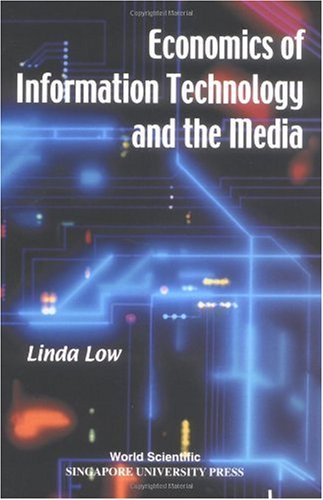 Economics of
Information Technology
and the Media
Linda Low
World Scientific
SINGAPORE UNIVERSITY PRESS